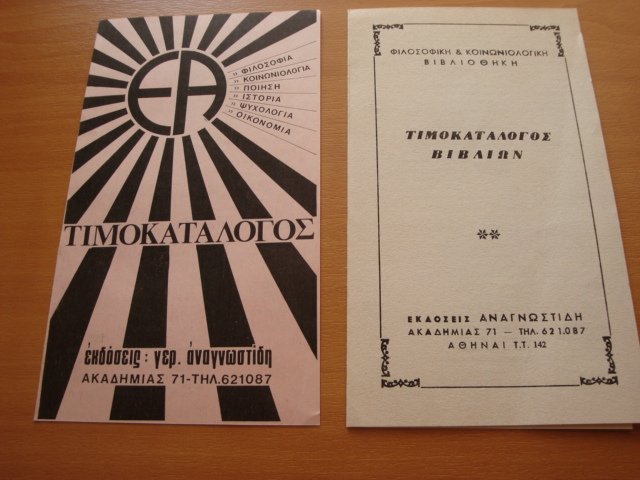 ΕΑ
» ΦΙΛΟΣΟΦΙΑ
» ΚΟΙΝΩΝΙΟΛΟΓΙΑ
» ΠΟΙΗΣΗ
» ΙΣΤΟΡΙΑ
» ΨΥΧΟΛΟΓΙΑ
» ΟΙΚΟΝΟΜΙΑ
ΤΙΜΟΚΑΤΑΛΟΓΟΣ
ἐκδόσεις: γερ. ἀναγνωστίδη
ΑΚΑΔΗΜΙΑΣ 71-ΤΗΛ.621087
ΦΙΛΟΣΟΦΙΚΗ & ΚΟΙΝΩΝΙΟΛΟΓΙΚΗ
ΒΙΒΛΙΟΘΗΚΗ
ΤΙΜΟΚΑΤΑΛΟΓΟΣ
ΒΙΒΛΙΩΝ
ΕΚΔΟΣΕΙΣ ΑΝΑΓΝΩΣΤΙΔΗ
ΑΚΑΔΗΜΙΑΣ 71 — ΤΗΛ. 621.087
ΑΘΗΝΑΙ Τ.Τ. 142